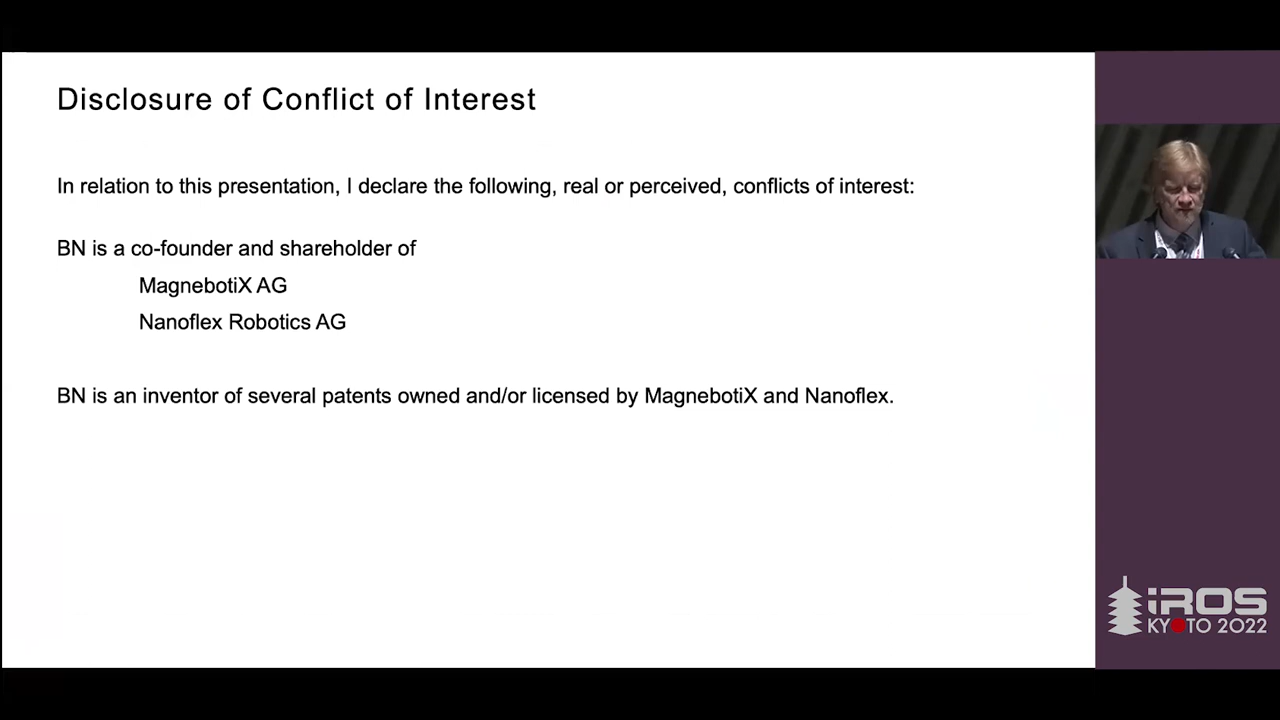 Disclosure of Conflict of Interest
In relation to this presentation, I declare the following, real or perceived, conflicts of interest:
BN is a co-founder and shareholder of
MagnebotiX AG
Nanoflex Robotics AG
BN is an inventor of several patents owned and/or licensed by MagnebotiX and Nanoflex.
iROS
KYOTO 2022